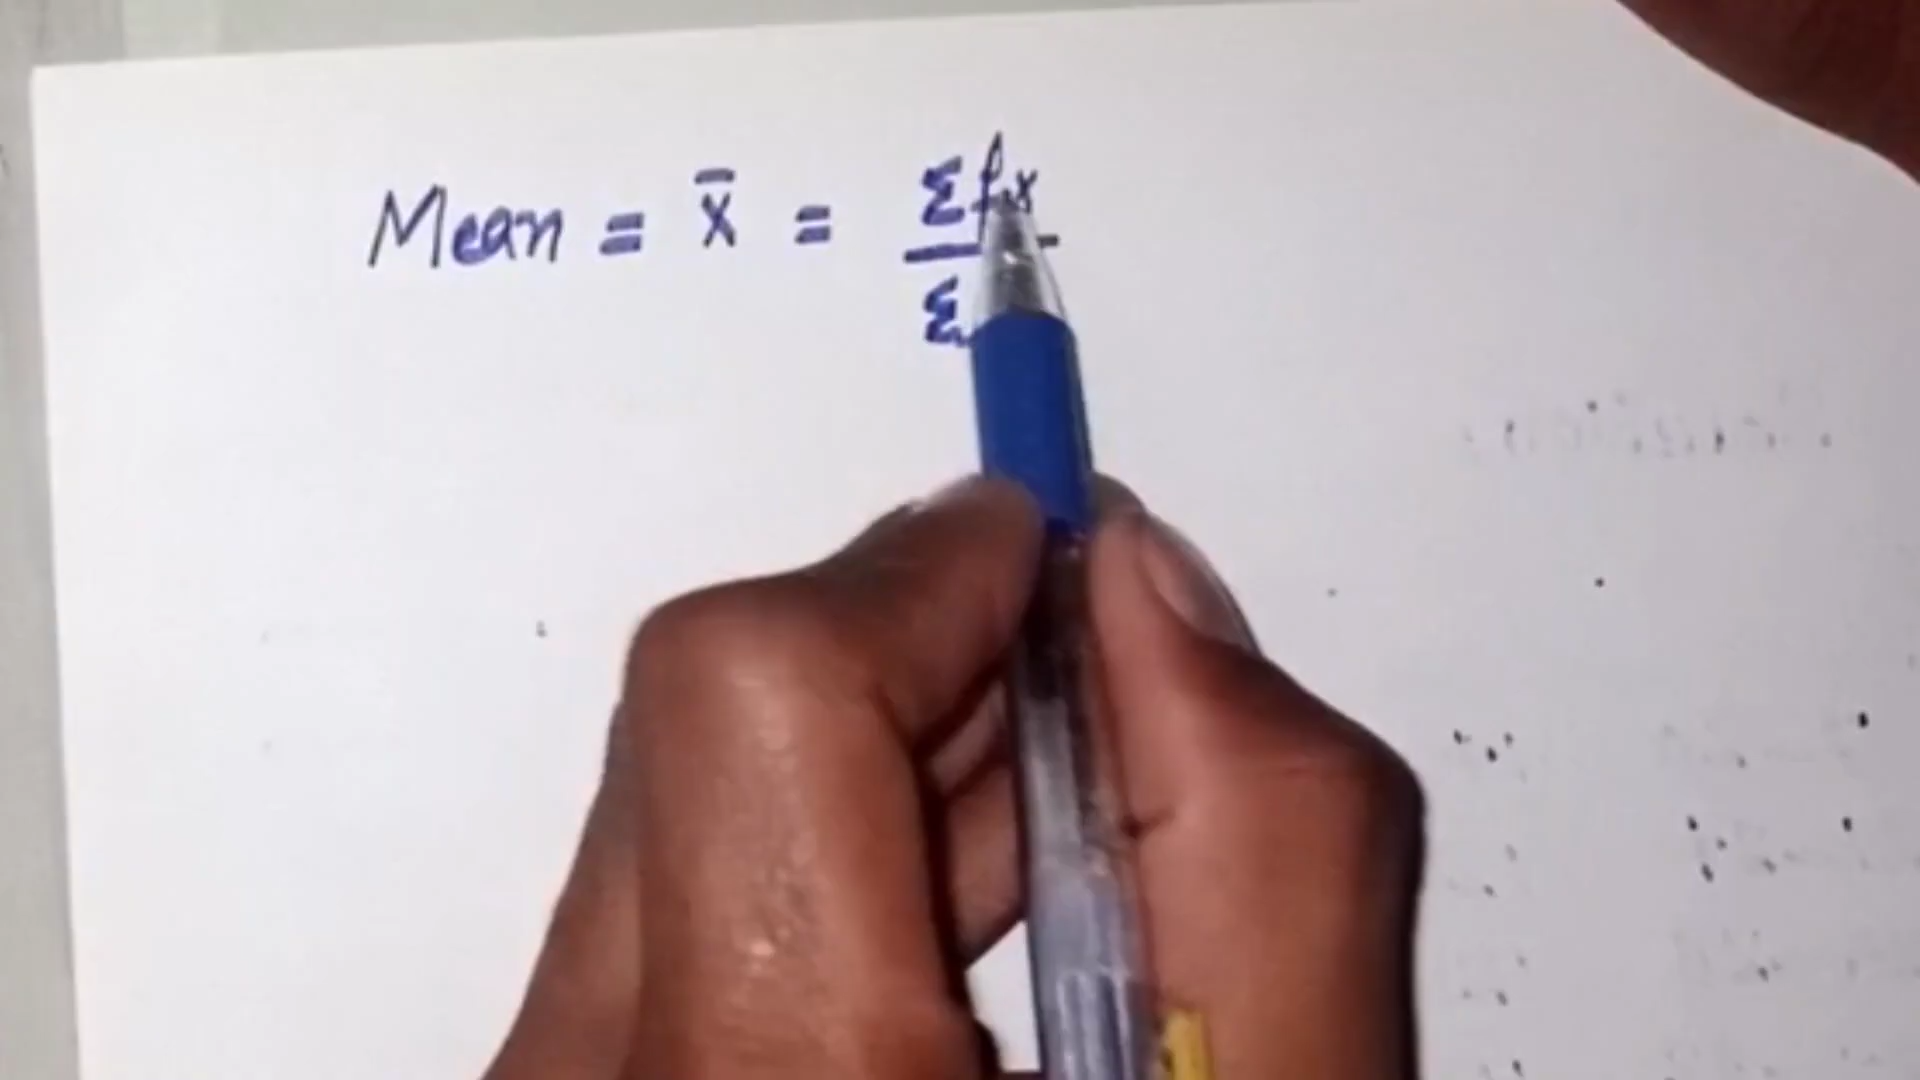 Mean = x̄ = Σfx
Σ